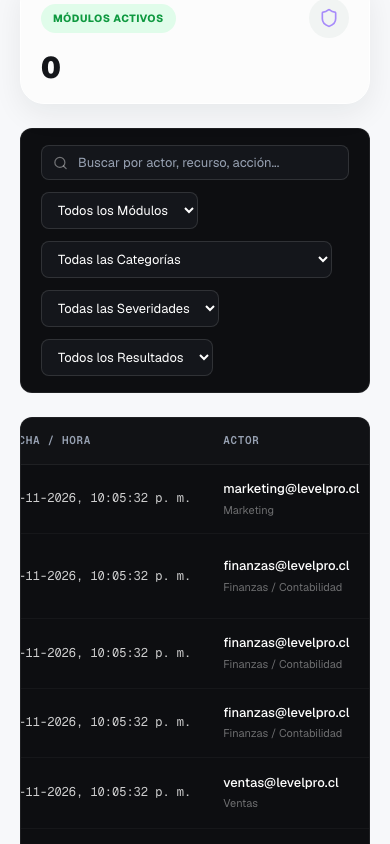 MÓDULOS ACTIVOS
0
Buscar por actor, recurso, acción...
Todos los Módulos
Todas las Categorías
Todas las Severidades
Todos los Resultados
CHA / HORA ACTOR
-11-2026, 10:05:32 p. m. marketing@levelpro.cl
Marketing
-11-2026, 10:05:32 p. m. finanzas@levelpro.cl
Finanzas / Contabilidad
-11-2026, 10:05:32 p. m. finanzas@levelpro.cl
Finanzas / Contabilidad
-11-2026, 10:05:32 p. m. finanzas@levelpro.cl
Finanzas / Contabilidad
-11-2026, 10:05:32 p. m. ventas@levelpro.cl
Ventas